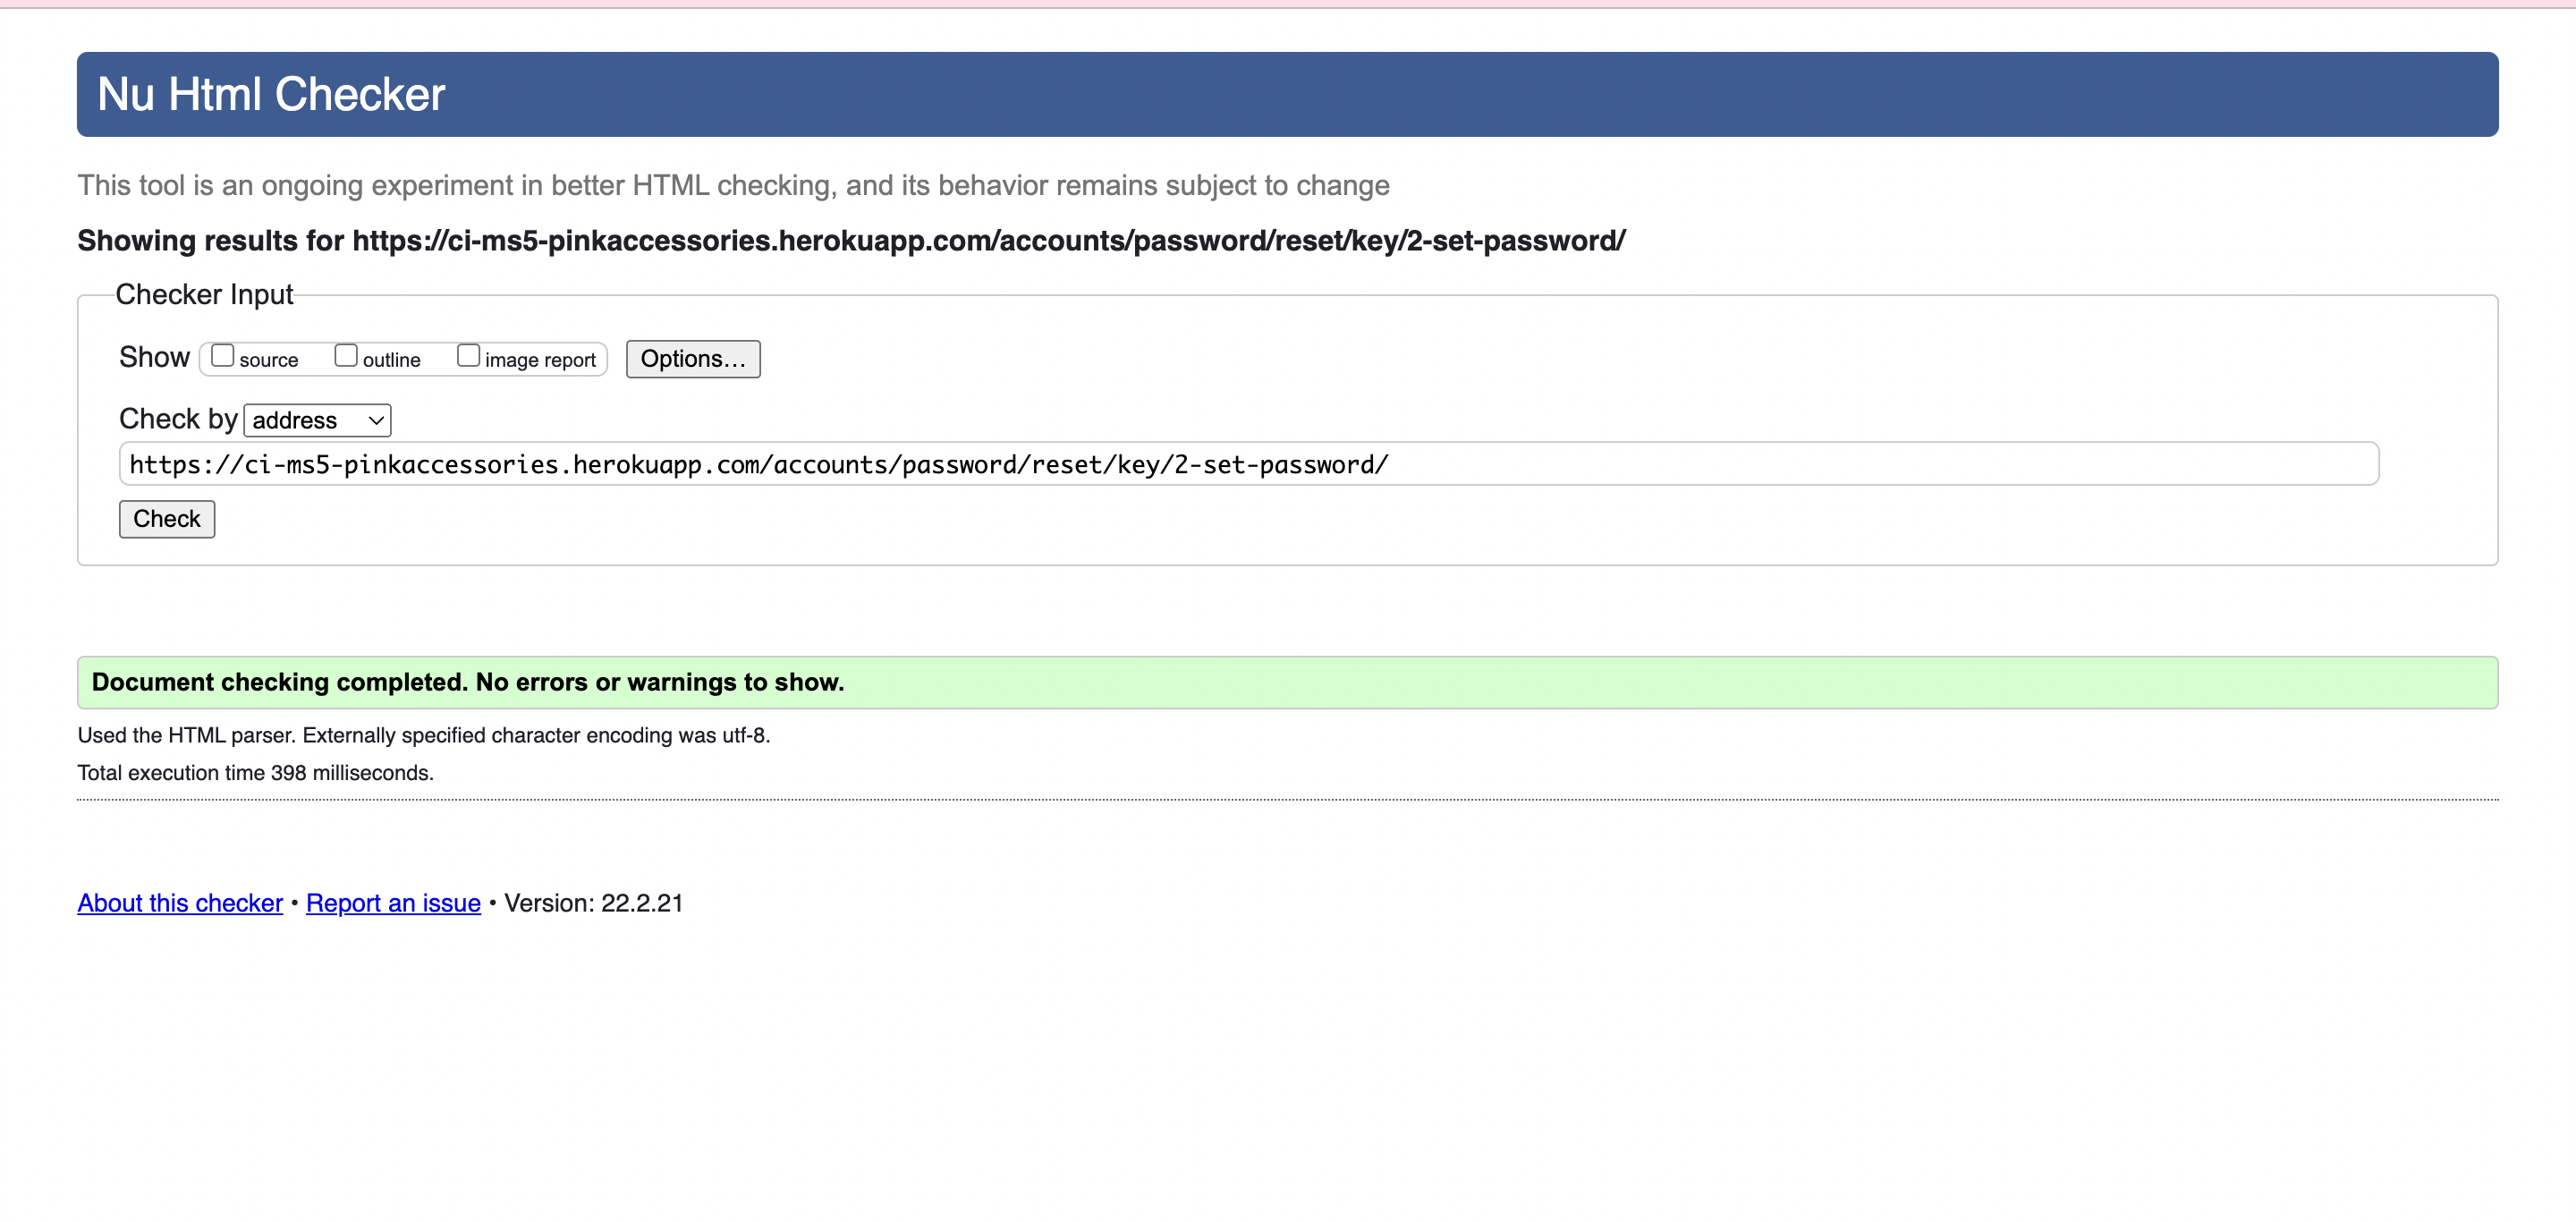 Nu Html Checker
This tool is an ongoing experiment in better HTML checking, and its behavior remains subject to change
Showing results for https://ci-ms5-pinkaccessories.herokuapp.com/accounts/password/reset/key/2-set-password/
Checker Input
Show source outline image report Options...
Check by address
https://ci-ms5-pinkaccessories.herokuapp.com/accounts/password/reset/key/2-set-password/
Check
Document checking completed. No errors or warnings to show.
Used the HTML parser. Externally specified character encoding was utf-8.
Total execution time 398 milliseconds.
About this checker • Report an issue • Version: 22.2.21